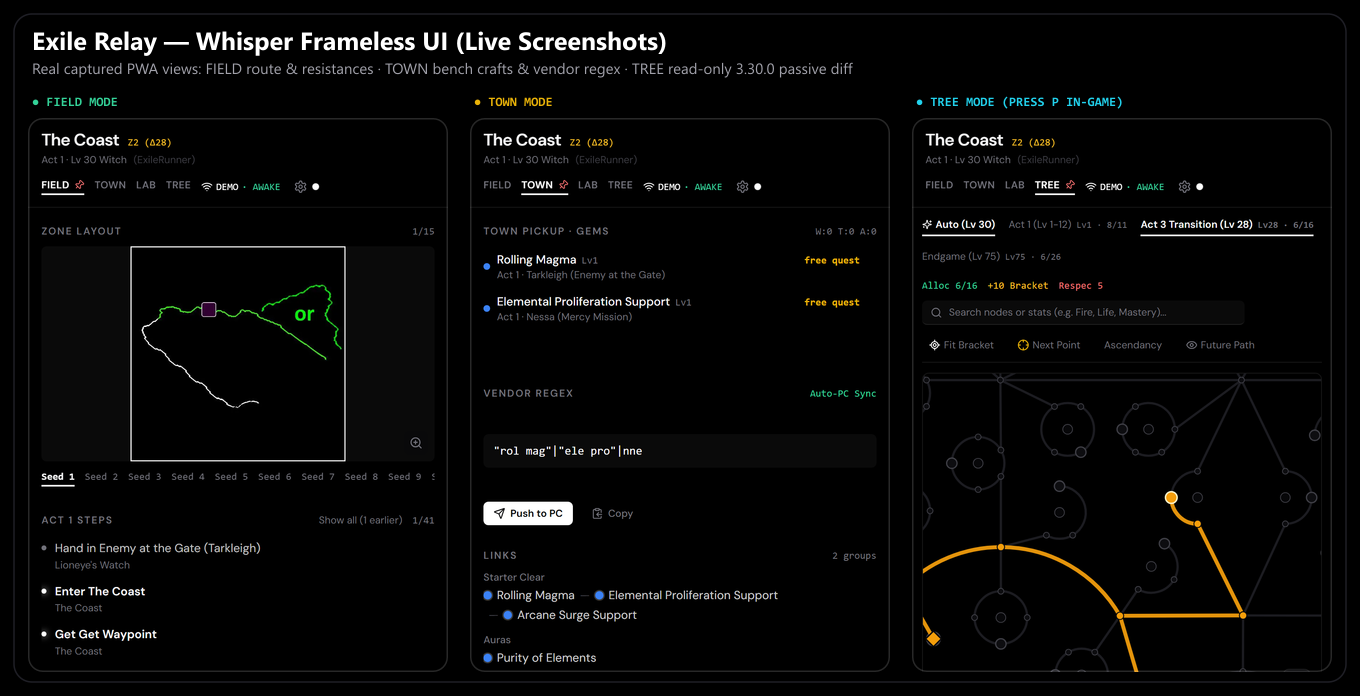 Exile Relay — Whisper Frameless UI (Live Screenshots)
Real captured PWA views: FIELD route & resistances · TOWN bench crafts & vendor regex · TREE read-only 3.30.0 passive diff
FIELD MODE
The Coast Z2 (Δ28)
Act 1 · Lv 30 Witch (ExileRunner)
FIELD TOWN LAB TREE DEMO · AWAKE
ZONE LAYOUT 1/15
or
Seed 1 Seed 2 Seed 3 Seed 4 Seed 5 Seed 6 Seed 7 Seed 8 Seed 9 S
ACT 1 STEPS Show all (1 earlier) 1/41
Hand in Enemy at the Gate (Tarkleigh)
Lioneye's Watch
Enter The Coast
The Coast
Get Get Waypoint
The Coast
TOWN MODE
The Coast Z2 (Δ28)
Act 1 · Lv 30 Witch (ExileRunner)
FIELD TOWN LAB TREE DEMO · AWAKE
TOWN PICKUP · GEMS W:0 T:0 A:0
Rolling Magma Lv1 free quest
Act 1 · Tarkleigh (Enemy at the Gate)
Elemental Proliferation Support Lv1 free quest
Act 1 · Nessa (Mercy Mission)
VENDOR REGEX Auto-PC Sync
"rol mag"|"ele pro"|nne
Push to PC Copy
LINKS 2 groups
Starter Clear
Rolling Magma — Elemental Proliferation Support
— Arcane Surge Support
Auras
Purity of Elements
TREE MODE (PRESS P IN-GAME)
The Coast Z2 (Δ28)
Act 1 · Lv 30 Witch (ExileRunner)
FIELD TOWN LAB TREE DEMO · AWAKE
Auto (Lv 30) Act 1 (Lv 1-12) Lv1 · 8/11 Act 3 Transition (Lv 28) Lv28 · 6/16
Endgame (Lv 75) Lv75 · 6/26
Alloc 6/16 +10 Bracket Respec 5
Search nodes or stats (e.g. Fire, Life, Mastery)...
Fit Bracket Next Point Ascendancy Future Path